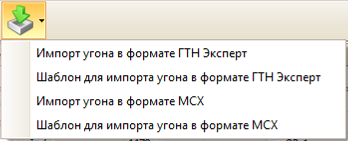 Импорт угона в формате ГТН Эксперт
Шаблон для импорта угона в формате ГТН Эксперт
Импорт угона в формате МСХ
Шаблон для импорта угона в формате МСХ